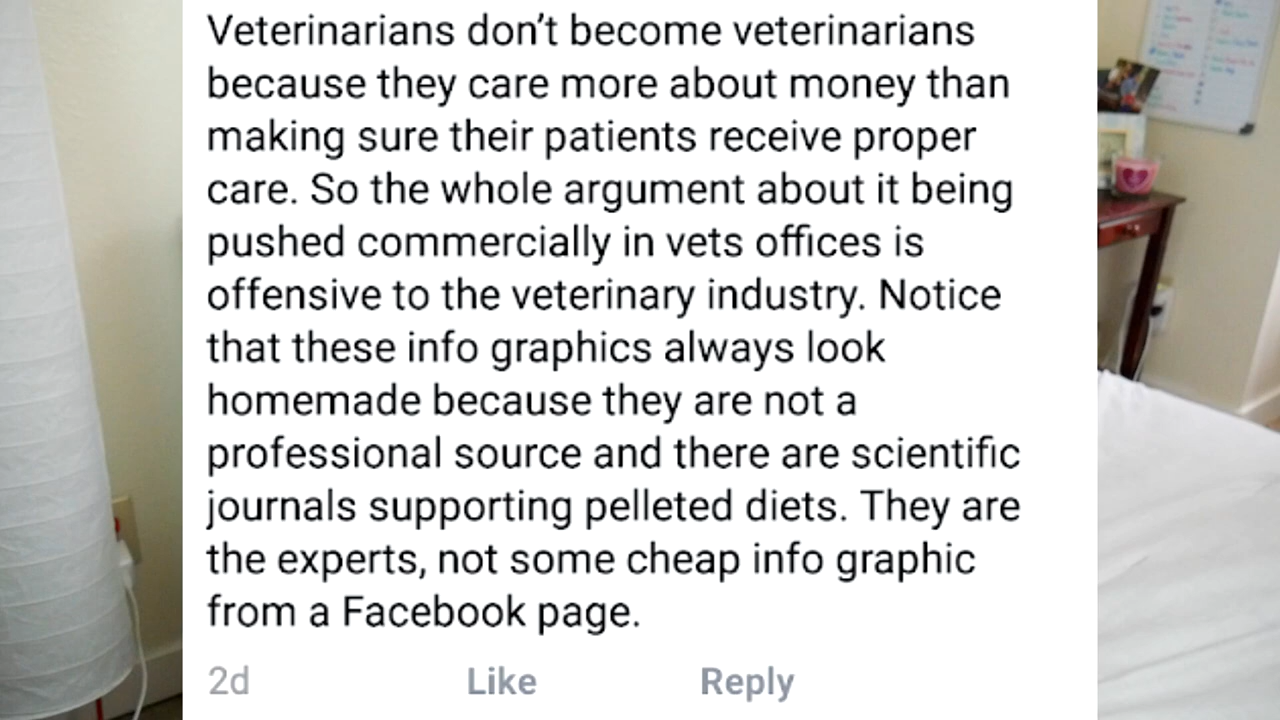 Veterinarians don’t become veterinarians
because they care more about money than
making sure their patients receive proper
care. So the whole argument about it being
pushed commercially in vets offices is
offensive to the veterinary industry. Notice
that these info graphics always look
homemade because they are not a
professional source and there are scientific
journals supporting pelleted diets. They are
the experts, not some cheap info graphic
from a Facebook page.
2d Like Reply